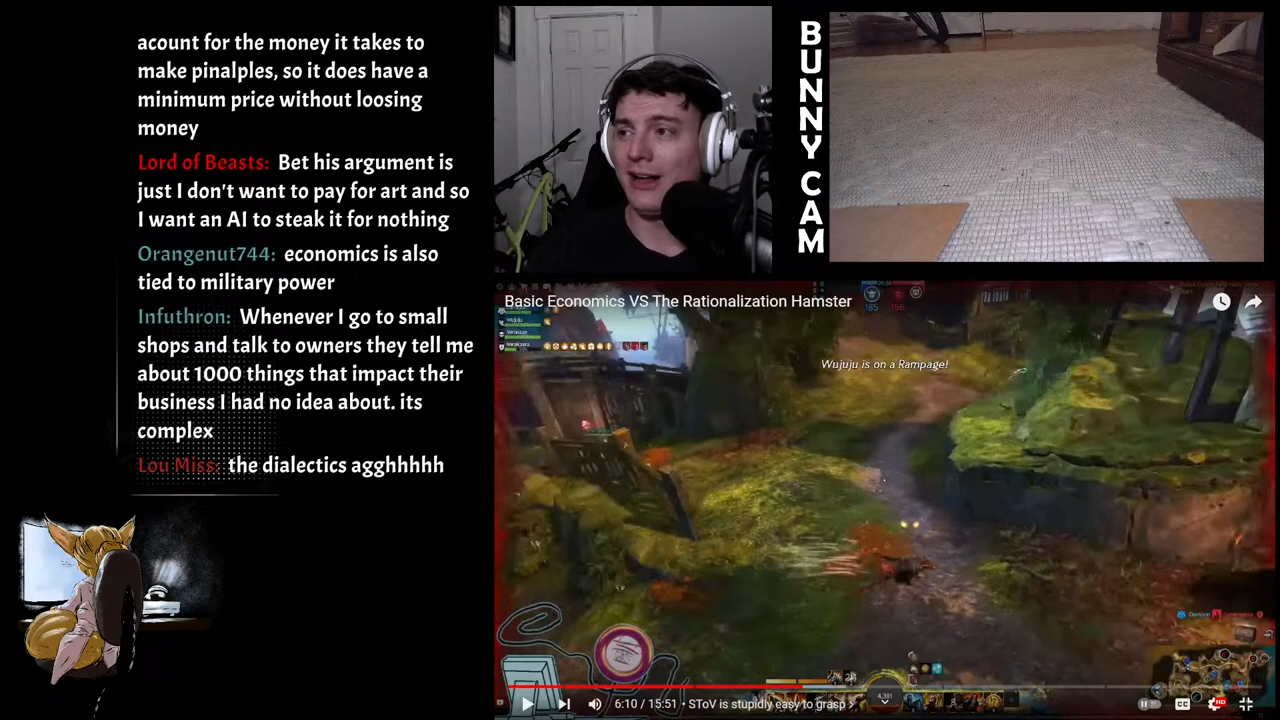 acount for the money it takes to
make pinalples, so it does have a
minimum price without loosing
money
Lord of Beasts: Bet his argument is
just I don't want to pay for art and so
I want an AI to steak it for nothing
Orangenut744: economics is also
tied to military power
Infuthron: Whenever I go to small
shops and talk to owners they tell me
about 1000 things that impact their
business I had no idea about. its
complex
Lou Miss: the dialectics agghhhhh
BUNNY CAM
Basic Economics VS The Rationalization Hamster
185
Wujuju is on a Rampage!
4,381
6:10 / 15:51 • SToV is stupidly easy to grasp
CC
HD